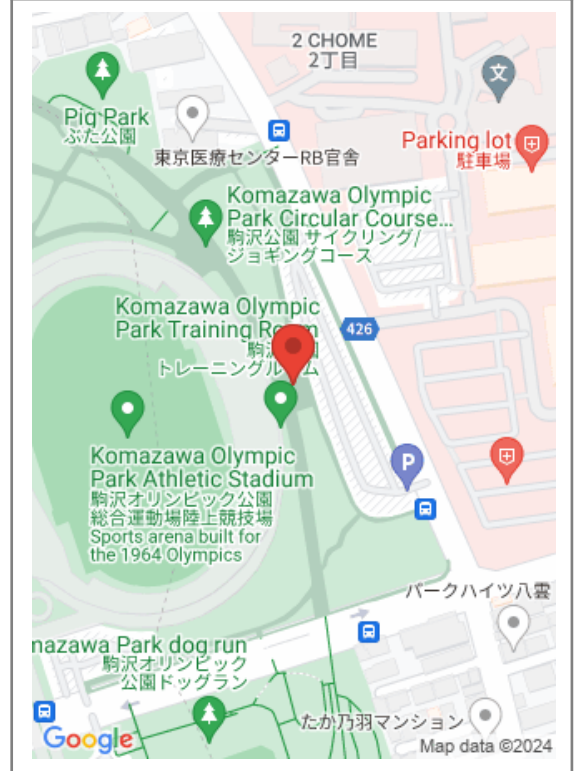 2 CHOME
2丁目
Pig Park
ぶた公園
東京医療センターRB官舎
Parking lot
駐車場
Komazawa Olympic
Park Circular Course...
駒沢公園 サイクリング/
ジョギングコース
Komazawa Olympic
Park Training Room
トレーニングルーム
426
P
Komazawa Olympic
Park Athletic Stadium
駒沢オリンピック公園
総合運動場陸上競技場
Sports arena built for
the 1964 Olympics
パークハイツ八雲
mazawa Park dog run
駒沢オリンピック
公園ドッグラン
たか乃羽マンション
Google
Map data ©2024
文